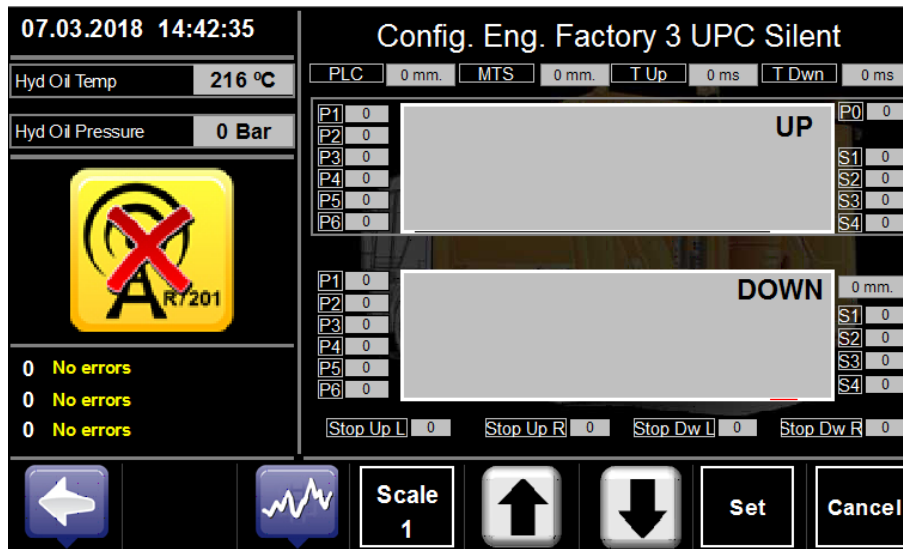 07.03.2018 14:42:35
Config. Eng. Factory 3 UPC Silent
Hyd Oil Temp 216 ºC
PLC 0 mm. MTS 0 mm. T Up 0 ms T Dwn 0 ms
Hyd Oil Pressure 0 Bar
UP
P1 0
P2 0
P3 0
P4 0
P5 0
P6 0
P0 0
S1 0
S2 0
S3 0
S4 0
R7201
DOWN
P1 0
P2 0
P3 0
P4 0
P5 0
P6 0
0 mm.
S1 0
S2 0
S3 0
S4 0
0 No errors
0 No errors
0 No errors
Stop Up L 0 Stop Up R 0 Stop Dw L 0 Stop Dw R 0
Scale
1
Set
Cancel